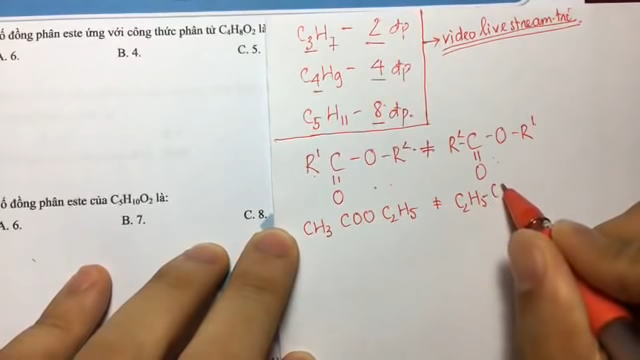 ố đồng phân este ứng với công thức phân tử C₄H₈O₂ là
A. 6. B. 4. C. 5.
C₃H₇ – 2 đp
C₄H₉ – 4 đp
C₅H₁₁ – 8 đp.
→ video livestream.trí
R¹ C – O – R² ≠ R² – C – O – R¹
O O
CH₃ COO C₂H₅ ≠ C₂H₅ C
ố đồng phân este của C₅H₁₀O₂ là:
A. 6. B. 7. C. 8.